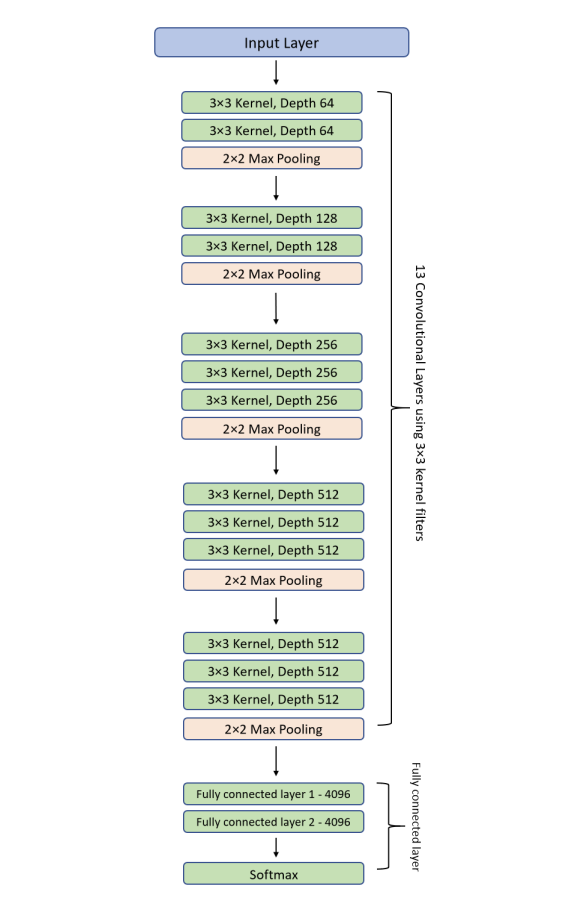 Input Layer
3×3 Kernel, Depth 64
3×3 Kernel, Depth 64
2×2 Max Pooling
3×3 Kernel, Depth 128
3×3 Kernel, Depth 128
2×2 Max Pooling
3×3 Kernel, Depth 256
3×3 Kernel, Depth 256
3×3 Kernel, Depth 256
2×2 Max Pooling
3×3 Kernel, Depth 512
3×3 Kernel, Depth 512
3×3 Kernel, Depth 512
2×2 Max Pooling
3×3 Kernel, Depth 512
3×3 Kernel, Depth 512
3×3 Kernel, Depth 512
2×2 Max Pooling
13 Convolutional Layers using 3×3 kernel filters
Fully connected layer 1 - 4096
Fully connected layer 2 - 4096
Softmax
Fully connected layer